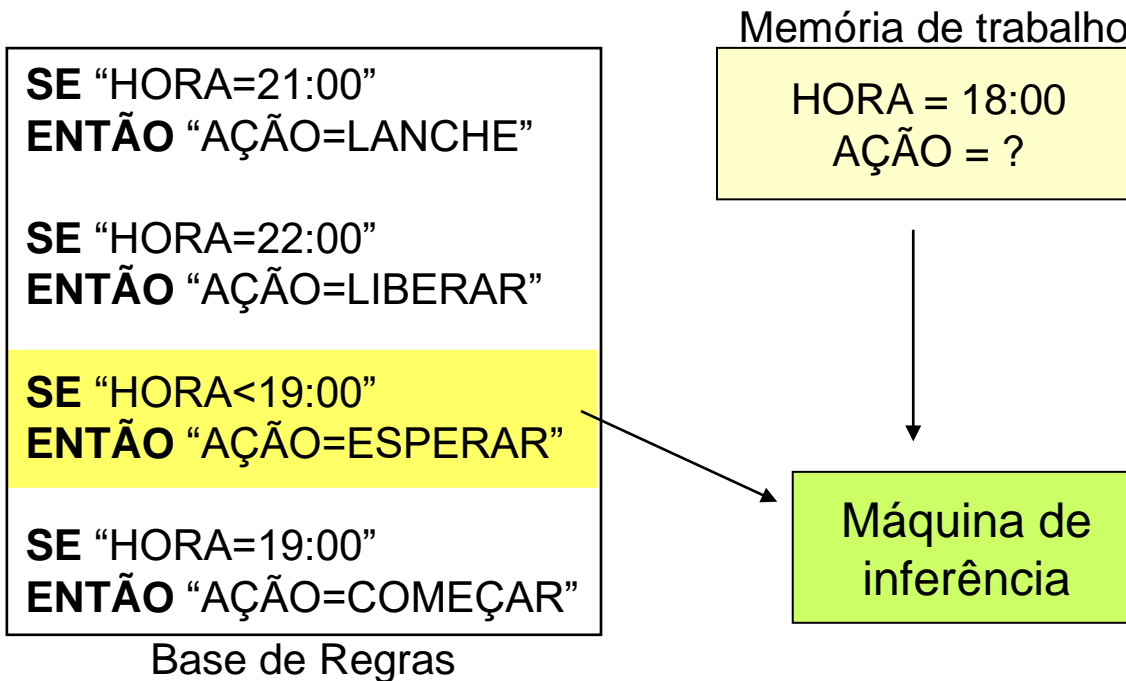 Memória de trabalho
SE “HORA=21:00”
ENTÃO “AÇÃO=LANCHE”
SE “HORA=22:00”
ENTÃO “AÇÃO=LIBERAR”
SE “HORA<19:00”
ENTÃO “AÇÃO=ESPERAR”
SE “HORA=19:00”
ENTÃO “AÇÃO=COMEÇAR”
Base de Regras
HORA = 18:00
AÇÃO = ?
Máquina de
inferência